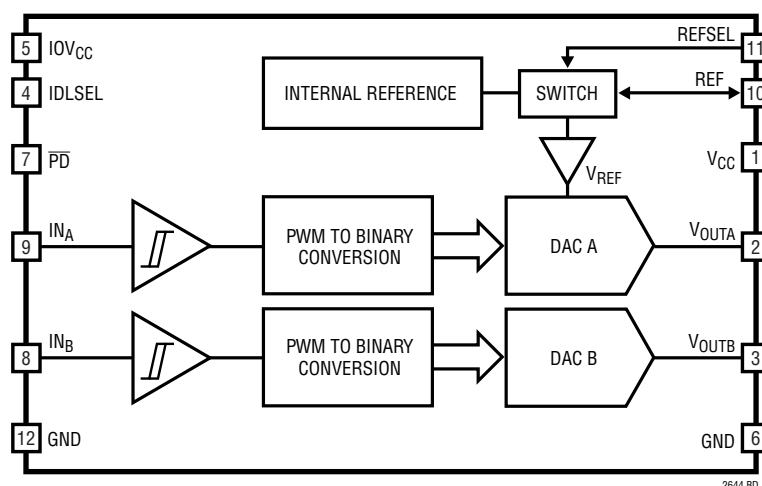 5 IOVCC
REFSEL 11
4 IDLSEL
INTERNAL REFERENCE
SWITCH
REF 10
7 PD
VREF
VCC 1
9 INA
PWM TO BINARY
CONVERSION
DAC A
VOUTA 2
8 INB
PWM TO BINARY
CONVERSION
DAC B
VOUTB 3
12 GND
GND 6
2644 BD